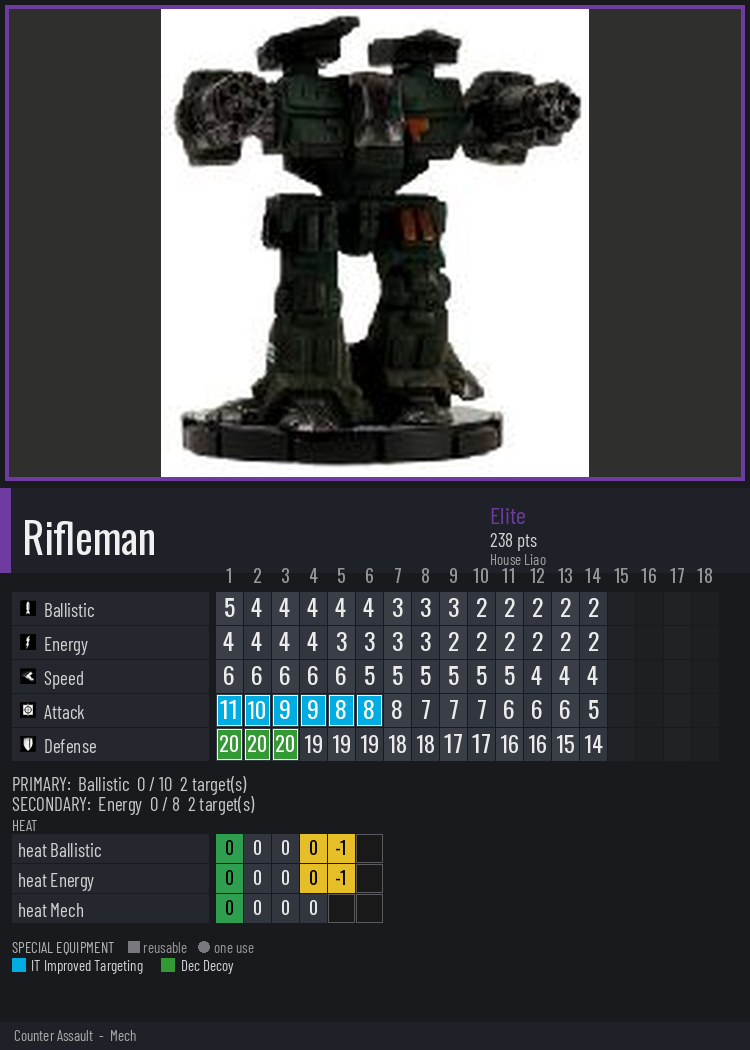 Rifleman
Elite
238 pts
House Liao
1 2 3 4 5 6 7 8 9 10 11 12 13 14 15 16 17 18
Ballistic 5 4 4 4 4 4 3 3 3 2 2 2 2 2
Energy 4 4 4 4 3 3 3 3 2 2 2 2 2 2
Speed 6 6 6 6 6 5 5 5 5 5 5 4 4 4
Attack 11 10 9 9 8 8 8 7 7 7 6 6 6 5
Defense 20 20 20 19 19 19 18 18 17 17 16 16 15 14
PRIMARY: Ballistic 0 / 10 2 target(s)
SECONDARY: Energy 0 / 8 2 target(s)
HEAT
heat Ballistic 0 0 0 0 -1
heat Energy 0 0 0 0 -1
heat Mech 0 0 0 0
SPECIAL EQUIPMENT reusable one use
IT Improved Targeting Dec Decoy
Counter Assault - Mech